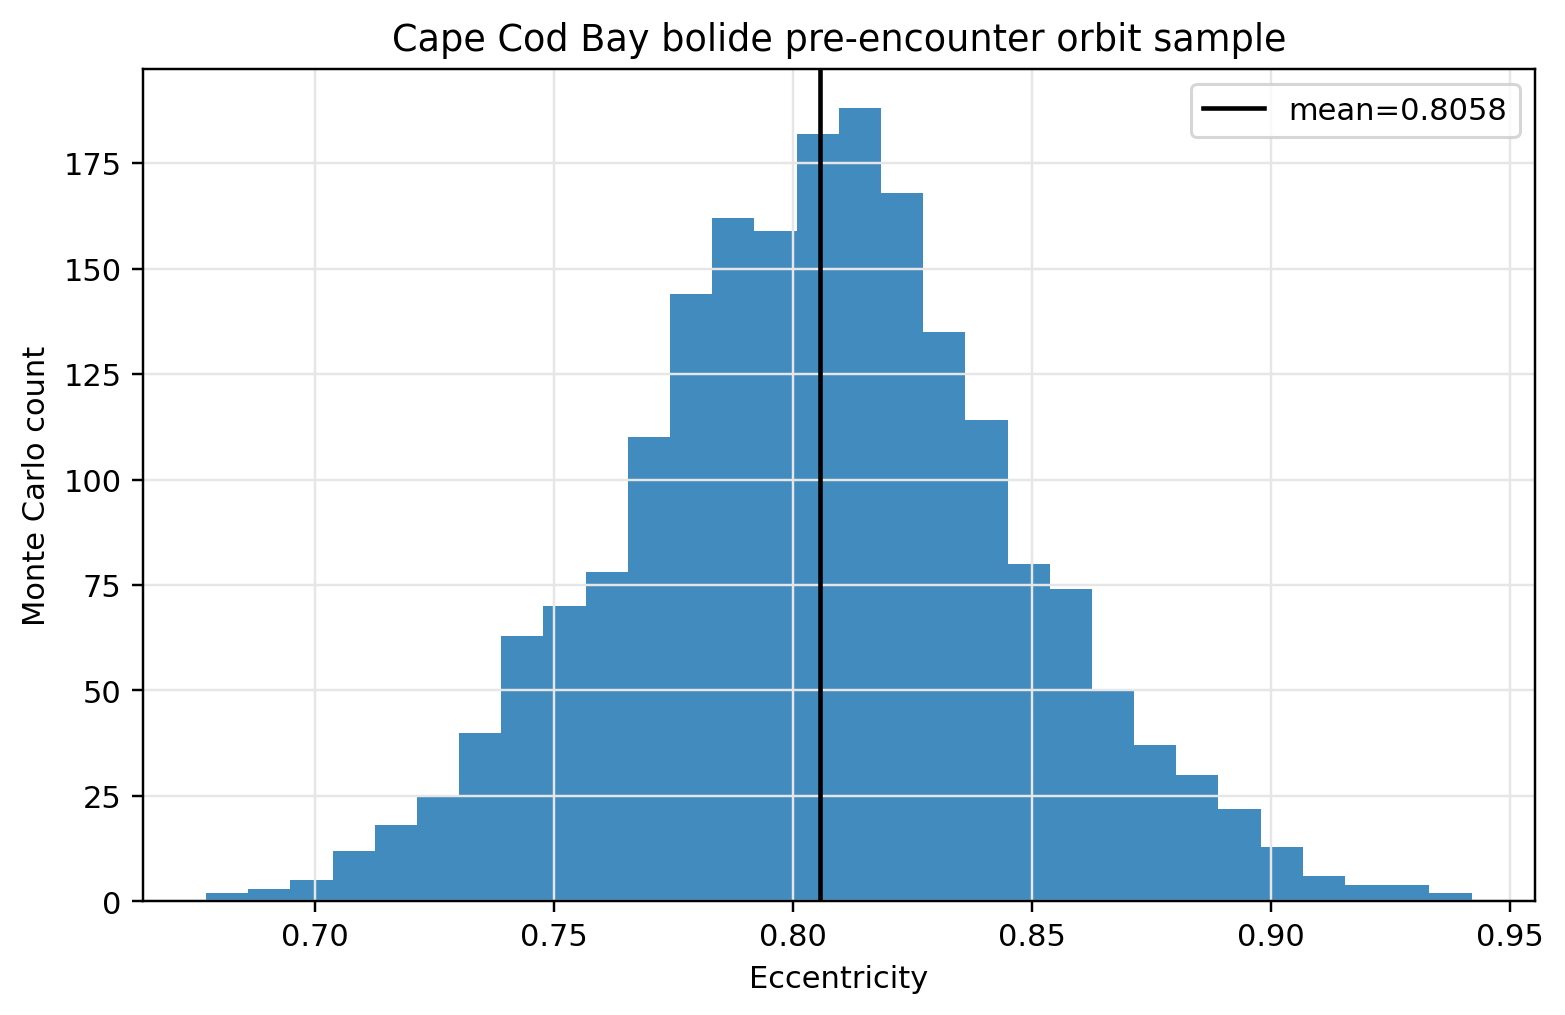 Cape Cod Bay bolide pre-encounter orbit sample
mean=0.8058
Monte Carlo count
175
150
125
100
75
50
25
0
0.70 0.75 0.80 0.85 0.90 0.95
Eccentricity